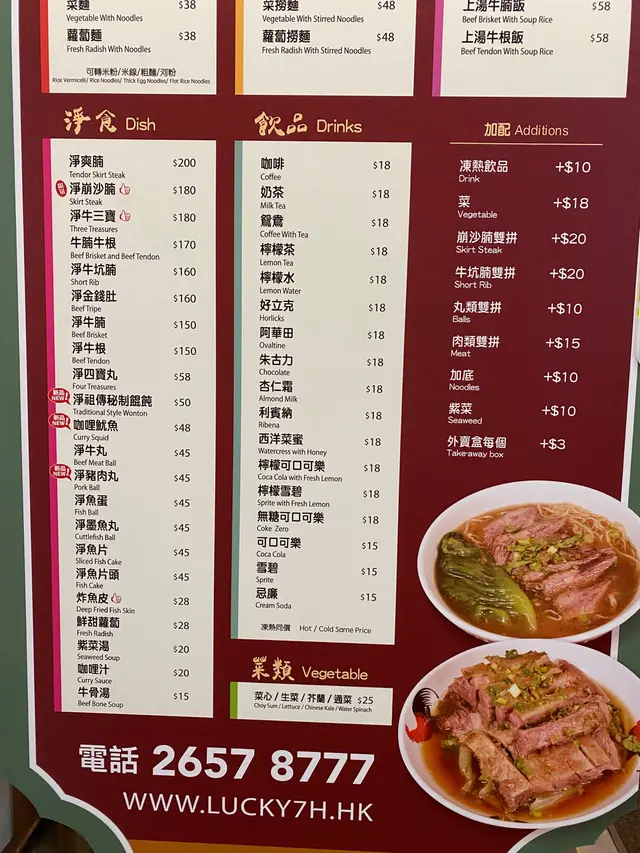 菜麵 $38
Vegetable With Noodles
蘿蔔麵 $38
Fresh Radish With Noodles
可轉米粉/米線/粗麵/河粉
Rice Vermicelli/ Rice Noodles/ Thick Egg Noodles/ Flat Rice Noodles
菜撈麵 $48
Vegetable With Stirred Noodles
蘿蔔撈麵 $48
Fresh Radish With Stirred Noodles
上湯牛腩飯 $58
Beef Brisket With Soup Rice
上湯牛根飯 $58
Beef Tendon With Soup Rice
淨食 Dish
淨爽腩 $200
Tendor Skirt Steak
淨崩沙腩 $180
Skirt Steak
淨牛三寶 $180
Three Treasures
牛腩牛根 $170
Beef Brisket and Beef Tendon
淨牛坑腩 $160
Short Rib
淨金錢肚 $160
Beef Tripe
淨牛腩 $150
Beef Brisket
淨牛根 $150
Beef Tendon
淨四寶丸 $58
Four Treasures
新品 NEW! 淨祖傳秘制餛飩 $50
Traditional Style Wonton
新品 NEW! 咖喱魷魚 $48
Curry Squid
淨牛丸 $45
Beef Meat Ball
新品 NEW! 淨豬肉丸 $45
Pork Ball
淨魚蛋 $45
Fish Ball
淨墨魚丸 $45
Cuttlefish Ball
淨魚片 $45
Sliced Fish Cake
淨魚片頭 $45
Fish Cake
炸魚皮 $28
Deep Fried Fish Skin
鮮甜蘿蔔 $28
Fresh Radish
紫菜湯 $20
Seaweed Soup
咖喱汁 $20
Curry Sauce
牛骨湯 $15
Beef Bone Soup
飲品 Drinks
咖啡 $18
Coffee
奶茶 $18
Milk Tea
鴛鴦 $18
Coffee With Tea
檸檬茶 $18
Lemon Tea
檸檬水 $18
Lemon Water
好立克 $18
Horlicks
阿華田 $18
Ovaltine
朱古力 $18
Chocolate
杏仁霜 $18
Almond Milk
利賓納 $18
Ribena
西洋菜蜜 $18
Watercress with Honey
檸檬可口可樂 $18
Coca Cola with Fresh Lemon
檸檬雪碧 $18
Sprite with Fresh Lemon
無糖可口可樂 $18
Coke Zero
可口可樂 $15
Coca Cola
雪碧 $15
Sprite
忌廉 $15
Cream Soda
凍熱同價 Hot / Cold Same Price
菜類 Vegetable
菜心 / 生菜 / 芥蘭 / 通菜 $25
Choy Sum / Lettuce / Chinese Kale / Water Spinach
加配 Additions
凍熱飲品 +$10
Drink
菜 +$18
Vegetable
崩沙腩雙拼 +$20
Skirt Steak
牛坑腩雙拼 +$20
Short Rib
丸類雙拼 +$10
Balls
肉類雙拼 +$15
Meat
加底 +$10
Noodles
紫菜 +$10
Seaweed
外賣盒每個 +$3
Take-away box
電話 2657 8777
WWW.LUCKY7H.HK